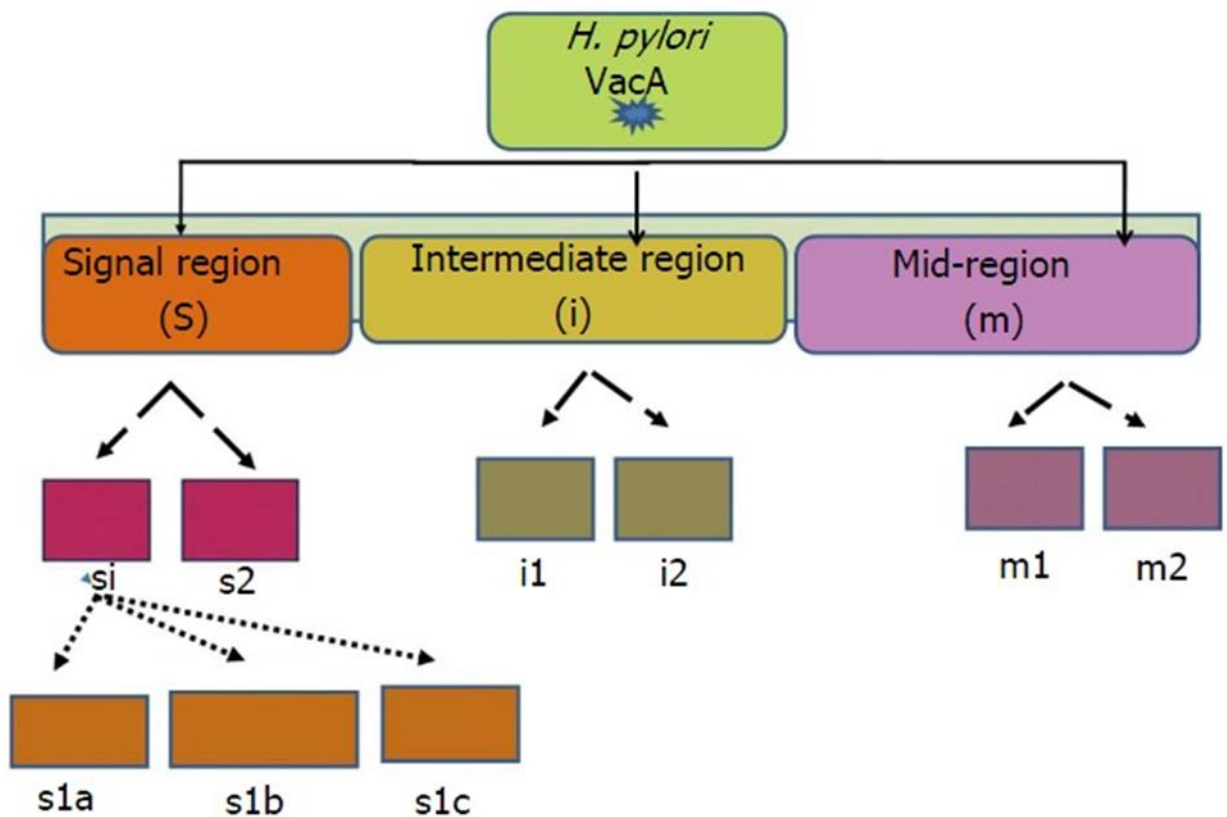 H. pylori
VacA
Signal region
(S)
Intermediate region
(i)
Mid-region
(m)
si
s2
i1
i2
m1
m2
s1a
s1b
s1c